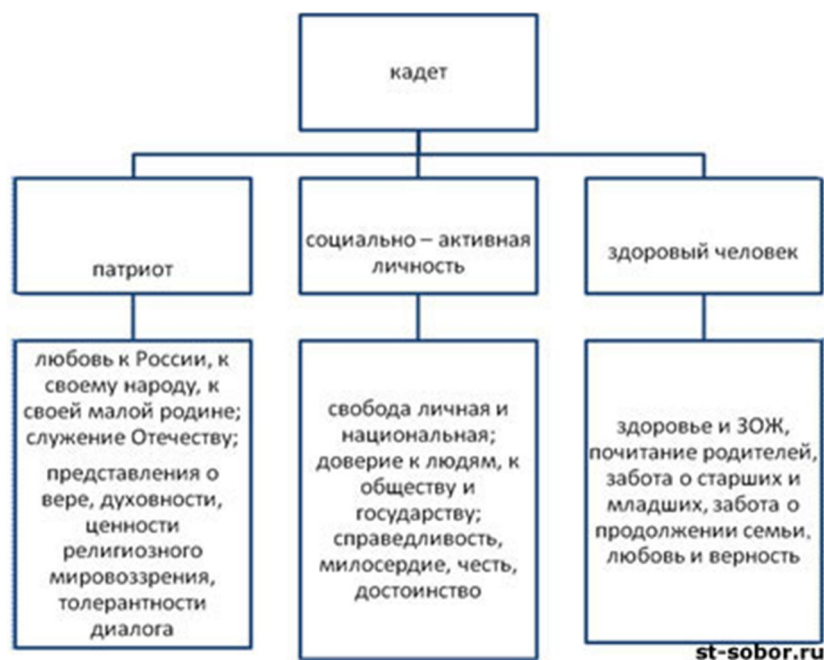 кадет
патриот
социально – активная
личность
здоровый человек
любовь к России, к
своему народу, к
своей малой родине;
служение Отечеству;
представления о
вере, духовности,
ценности
религиозного
мировоззрения,
толерантности
диалога
свобода личная и
национальная;
доверие к людям, к
обществу и
государству;
справедливость,
милосердие, честь,
достоинство
здоровье и ЗОЖ,
почитание родителей,
забота о старших и
младших, забота о
продолжении семьи,
любовь и верность
st-sobor.ru